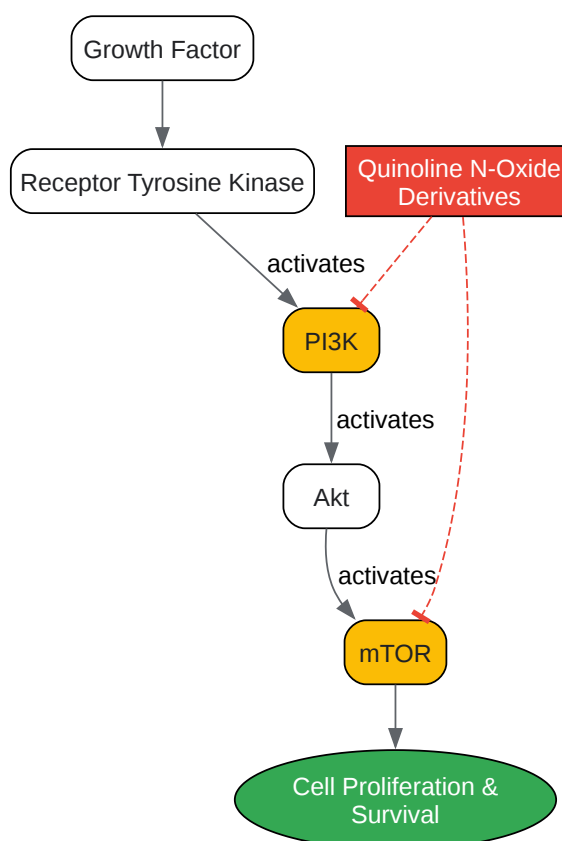 Growth Factor
Receptor Tyrosine Kinase
Quinoline N-Oxide
Derivatives
activates
PI3K
activates
Akt
activates
mTOR
Cell Proliferation &
Survival